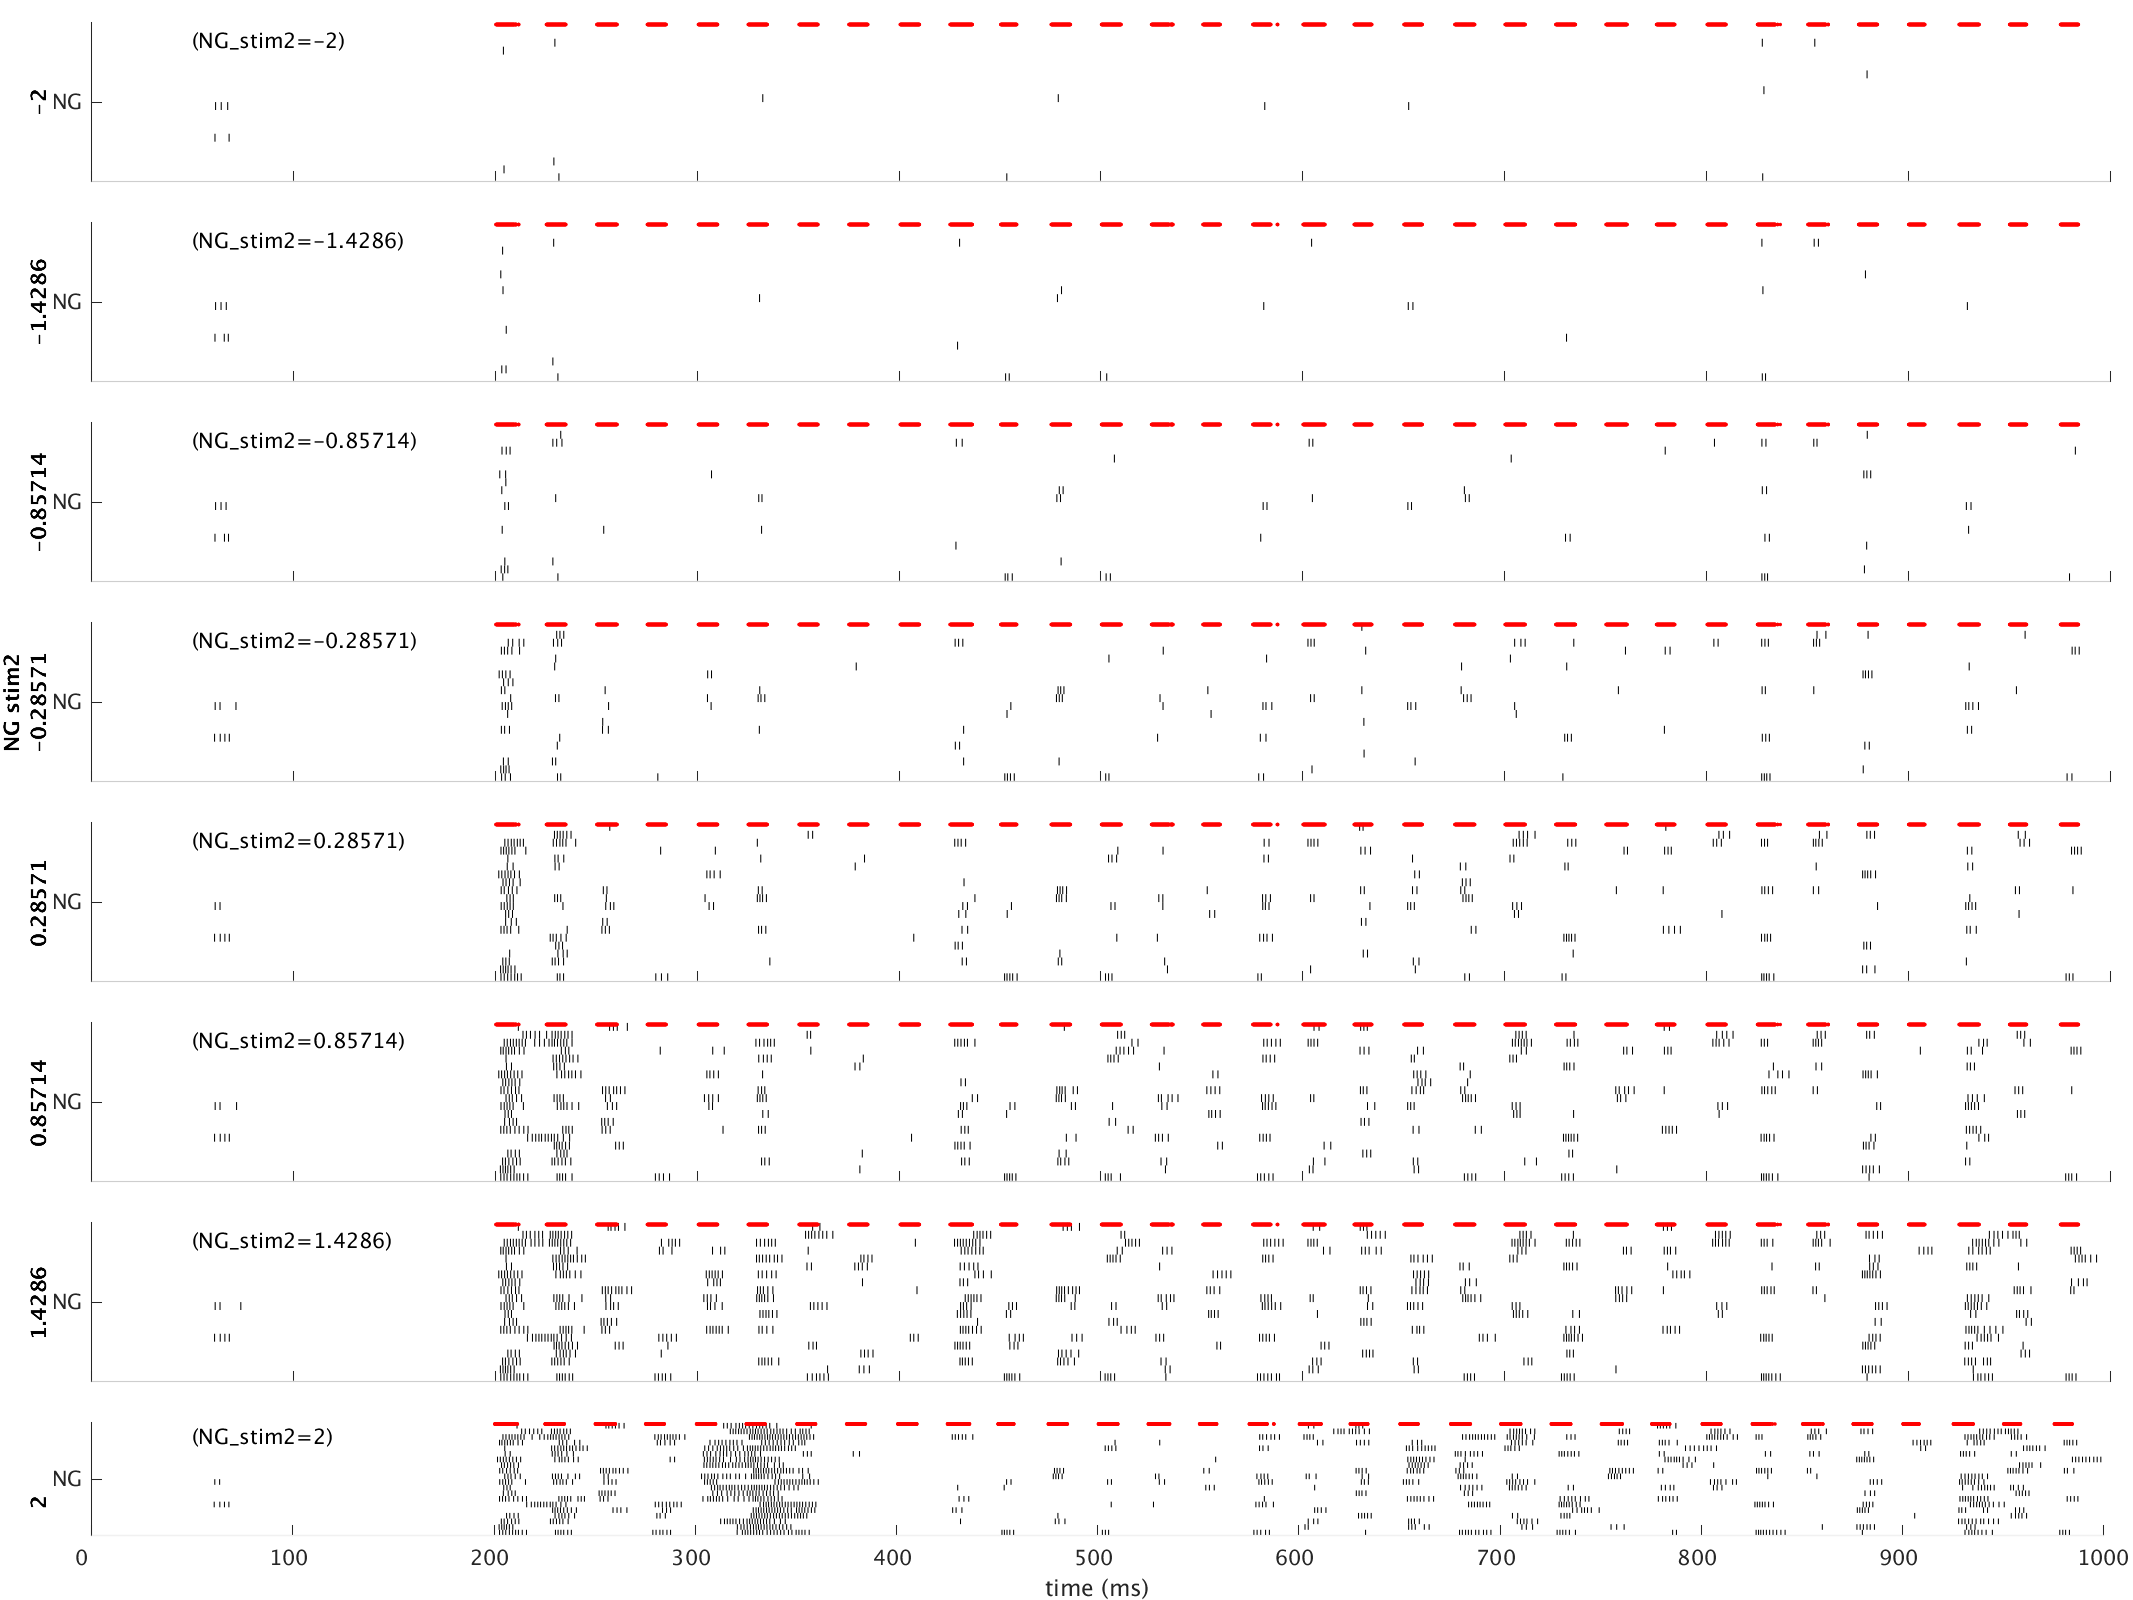 (NG_stim2=-2)
-2
NG
(NG_stim2=-1.4286)
-1.4286
NG
(NG_stim2=-0.85714)
-0.85714
NG
(NG_stim2=-0.28571)
NG stim2
-0.28571
NG
(NG_stim2=0.28571)
0.28571
NG
(NG_stim2=0.85714)
0.85714
NG
(NG_stim2=1.4286)
1.4286
NG
(NG_stim2=2)
2
NG
0 100 200 300 400 500 600 700 800 900 1000
time (ms)